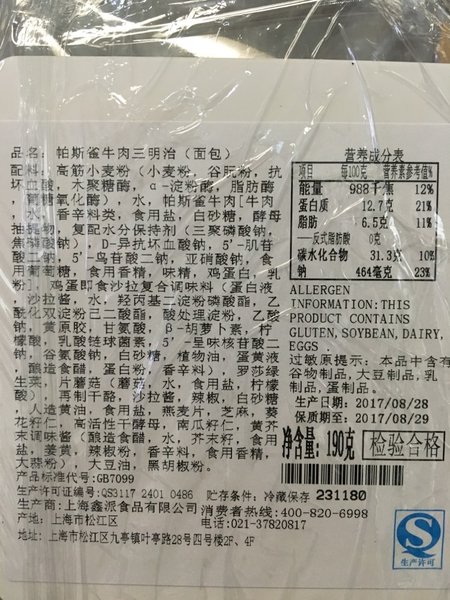 品名: 帕斯雀牛肉三明治 (面包)
配料: 高筋小麦粉 (小麦粉, 谷朊粉, 抗
坏血酸, 木聚糖酶, α-淀粉酶, 脂肪酶
, 葡糖氧化酶), 水, 帕斯雀牛肉[牛肉
, 水, 香辛料类, 食用盐, 白砂糖, 酵母
抽提物, 复配水分保持剂 (三聚磷酸钠,
焦磷酸钠), D-异抗坏血酸钠, 5'-肌苷
酸二钠, 5'-鸟苷酸二钠, 亚硝酸钠, 食
用葡萄糖, 食用香精, 味精, 鸡蛋白, 乳
粉], 鸡蛋即食沙拉复合调味料 (蛋白液
, 沙拉酱, 水, 羟丙基二淀粉磷酸酯, 乙
酰化双淀粉己二酸酯, 酸处理淀粉, 乙酸
钠, 黄原胶, 甘氨酸, β-胡萝卜素, 柠
檬酸, 乳酸链球菌素, 5'-呈味核苷酸二
钠, 谷氨酸钠, 白砂糖, 植物油, 蛋黄液
, 酿造食醋, 蛋白粉, 香辛料), 罗莎绿
生菜, 片蘑菇 (蘑菇, 水, 食用盐, 柠檬
酸), 再制干酪, 沙拉酱, 辣椒, 白砂糖
, 人造黄油, 食用盐, 燕麦片, 芝麻, 葵
花籽仁, 高活性干酵母, 南瓜籽仁, 黄芥
末调味酱 (酿造食醋, 水, 芥末籽, 食用
盐, 姜黄, 辣椒粉, 香辛料, 食用香精,
大蒜粉), 大豆油, 黑胡椒粉。
产品标准代号:GB7099
生产许可证编号:QS3117 2401 0486 贮存条件: 冷藏保存 231180
生产商: 上海鑫派食品有限公司 消费者热线:400-820-6998
产地: 上海市松江区 电话:021-37820817
地址: 上海市松江区九亭镇叶亭路28号四号楼2F、4F
营养成分表
项目 每100克 营养素参考值%
能量 988千焦 12%
蛋白质 12.7克 21%
脂肪 6.5克 11%
——反式脂肪酸 0克
碳水化合物 31.3克 10%
钠 464毫克 23%
ALLERGEN
INFORMATION:THIS
PRODUCT CONTAINS
GLUTEN,SOYBEAN,DAIRY,
EGGS
过敏原提示: 本品中含有
谷物制品, 大豆制品, 乳
制品, 蛋制品。
生产日期: 2017/08/28
保质期至: 2017/08/29
净含量: 190克 检验合格
QS
生产许可